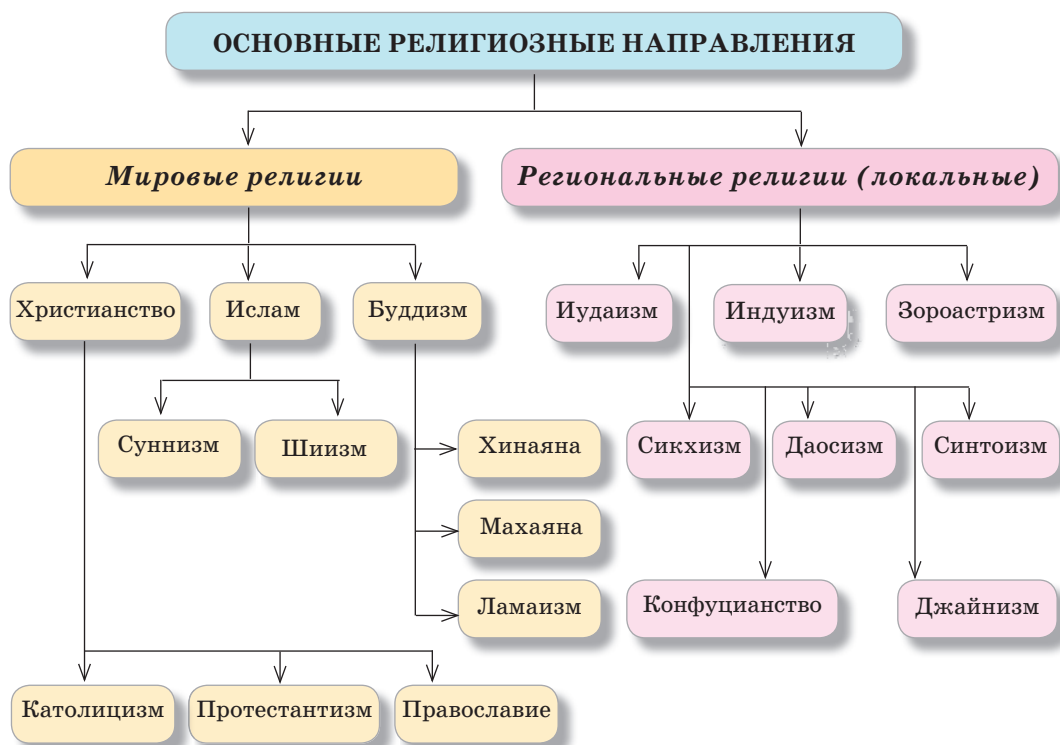 ОСНОВНЫЕ РЕЛИГИОЗНЫЕ НАПРАВЛЕНИЯ
Мировые религии
Региональные религии (локальные)
Христианство
Ислам
Буддизм
Иудаизм
Индуизм
Зороастризм
Суннизм
Шиизм
Хинаяна
Сикхизм
Даосизм
Синтоизм
Махаяна
Ламаизм
Конфуцианство
Джайнизм
Католицизм
Протестантизм
Православие